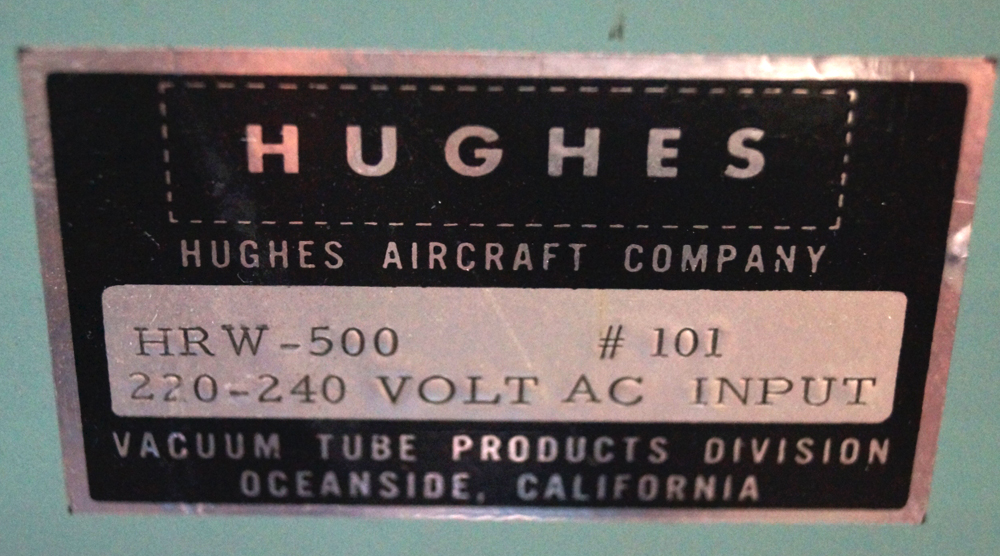 HUGHES
HUGHES AIRCRAFT COMPANY
HRW-500 # 101
220-240 VOLT AC INPUT
VACUUM TUBE PRODUCTS DIVISION
OCEANSIDE, CALIFORNIA